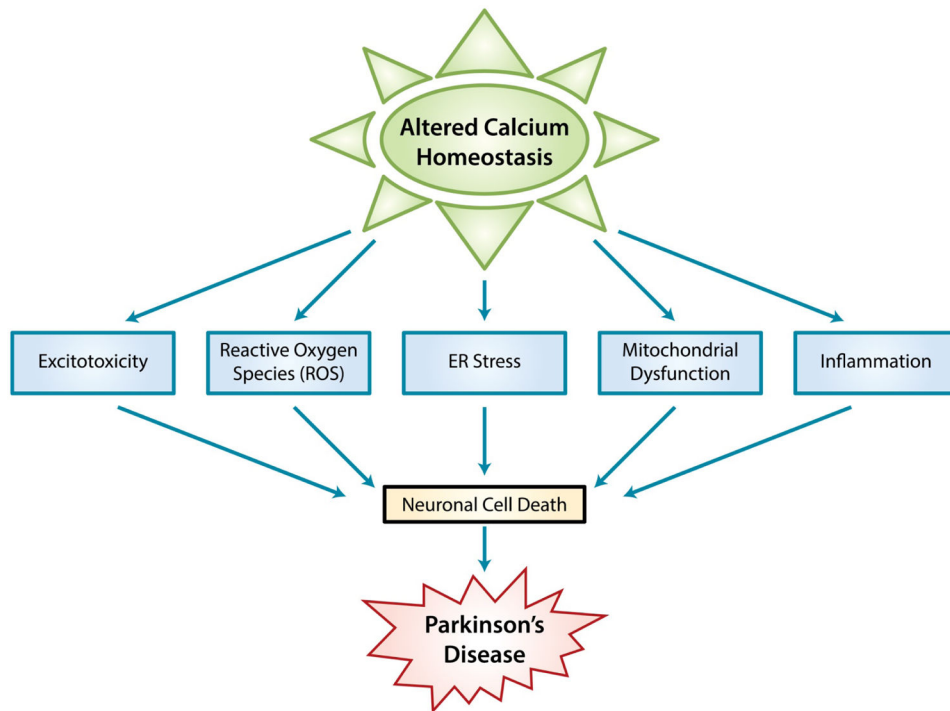 Altered Calcium
Homeostasis
Excitotoxicity
Reactive Oxygen
Species (ROS)
ER Stress
Mitochondrial
Dysfunction
Inflammation
Neuronal Cell Death
Parkinson’s
Disease